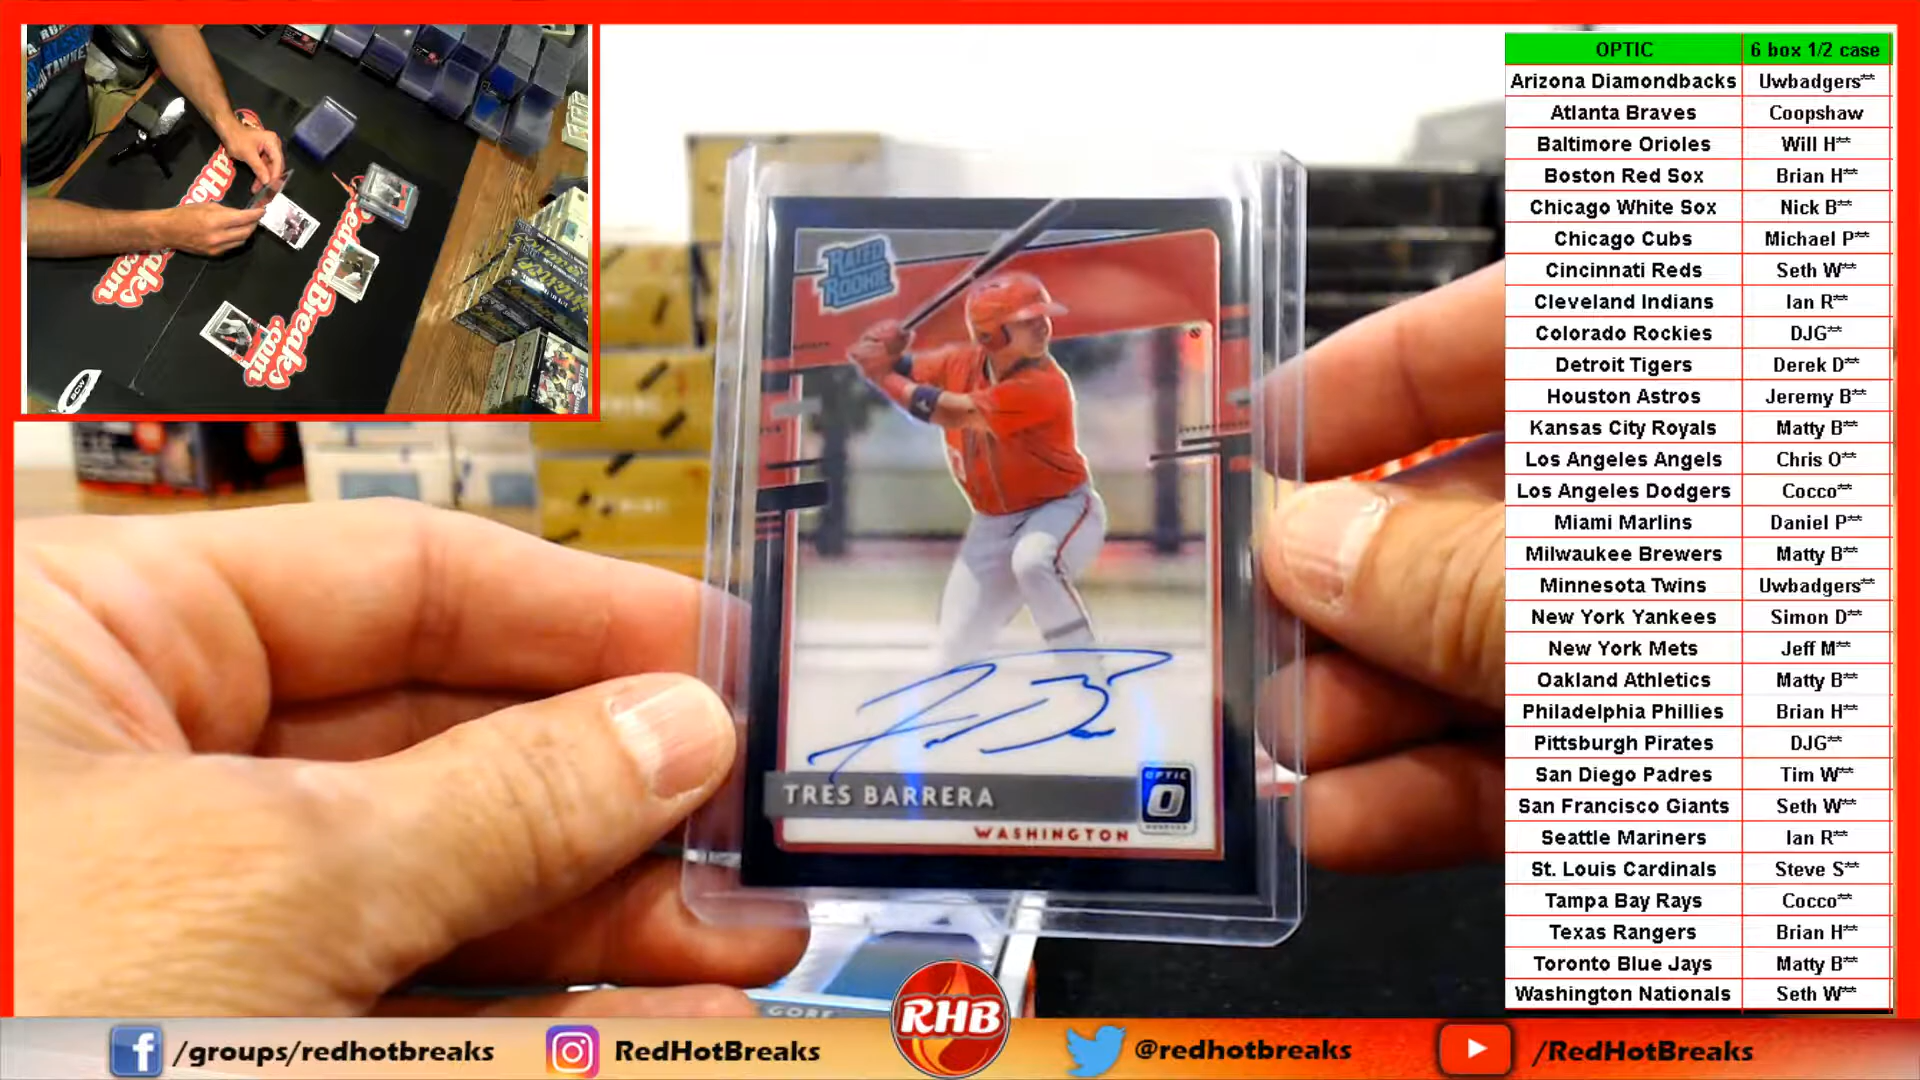 OPTIC 6 box 1/2 case
Arizona Diamondbacks Uwbadgers**
Atlanta Braves Coopshaw
Baltimore Orioles Will H**
Boston Red Sox Brian H**
Chicago White Sox Nick B**
Chicago Cubs Michael P**
Cincinnati Reds Seth W**
Cleveland Indians Ian R**
Colorado Rockies DJG**
Detroit Tigers Derek D**
Houston Astros Jeremy B**
Kansas City Royals Matty B**
Los Angeles Angels Chris O**
Los Angeles Dodgers Cocco**
Miami Marlins Daniel P**
Milwaukee Brewers Matty B**
Minnesota Twins Uwbadgers**
New York Yankees Simon D**
New York Mets Jeff M**
Oakland Athletics Matty B**
Philadelphia Phillies Brian H**
Pittsburgh Pirates DJG**
San Diego Padres Tim W**
San Francisco Giants Seth W**
Seattle Mariners Ian R**
St. Louis Cardinals Steve S**
Tampa Bay Rays Cocco**
Texas Rangers Brian H**
Toronto Blue Jays Matty B**
Washington Nationals Seth W**
RATED
ROOKIE
TRES BARRERA
OPTIC
O
WASHINGTON
GORE
RedHotBreaks
.com
BCW
RHB
/groups/redhotbreaks
RedHotBreaks
@redhotbreaks
/RedHotBreaks